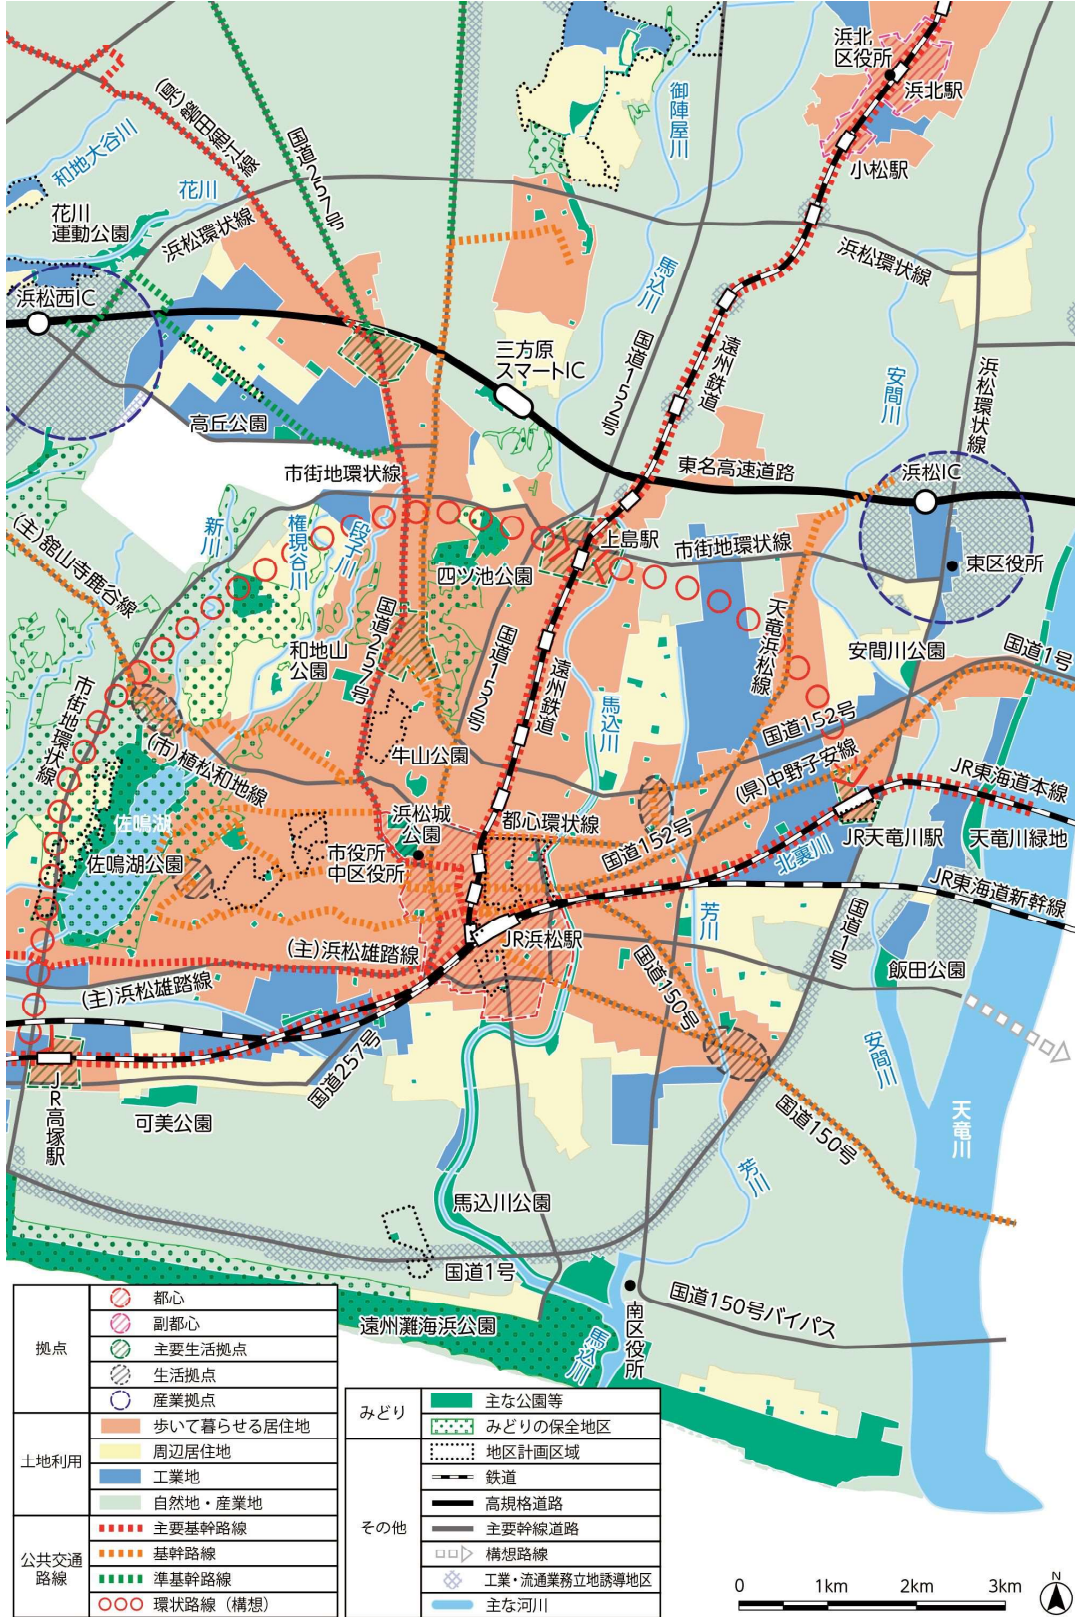 浜北
区役所
浜北駅
小松駅
御陣屋川
(県)磐田細江線
国道257号
和地大谷川
花川
花川
運動公園
浜松環状線
浜松環状線
馬込川
浜松西IC
三方原
スマートIC
国道152号
遠州鉄道
安間川
浜松環状線
高丘公園
市街地環状線
東名高速道路
浜松IC
(主)舘山寺鹿谷線
新川
権現谷川
段子川
四ツ池公園
上島駅
市街地環状線
東区役所
国道257号
和地山
公園
国道152号
遠州鉄道
天竜浜松線
安間川公園
国道1号
市街地環状線
馬込川
国道152号
(市)植松和地線
牛山公園
(県)中野子安線
JR東海道本線
佐鳴湖
浜松城
公園
都心環状線
佐鳴湖公園
市役所
中区役所
国道152号
JR天竜川駅
天竜川緑地
北裏川
JR東海道新幹線
JR浜松駅
芳川
国道1号
(主)浜松雄踏線
(主)浜松雄踏線
国道150号
飯田公園
国道257号
安間川
JR高塚駅
可美公園
国道150号
天竜川
芳川
馬込川公園
国道1号
南区役所
国道150号バイパス
遠州灘海浜公園
馬込川
拠点
都心
副都心
主要生活拠点
生活拠点
産業拠点
土地利用
歩いて暮らせる居住地
周辺居住地
工業地
自然地・産業地
公共交通
路線
主要基幹路線
基幹路線
準基幹路線
環状路線（構想）
みどり
主な公園等
みどりの保全地区
その他
地区計画区域
鉄道
高規格道路
主要幹線道路
構想路線
工業・流通業務立地誘導地区
主な河川
0 1km 2km 3km
N